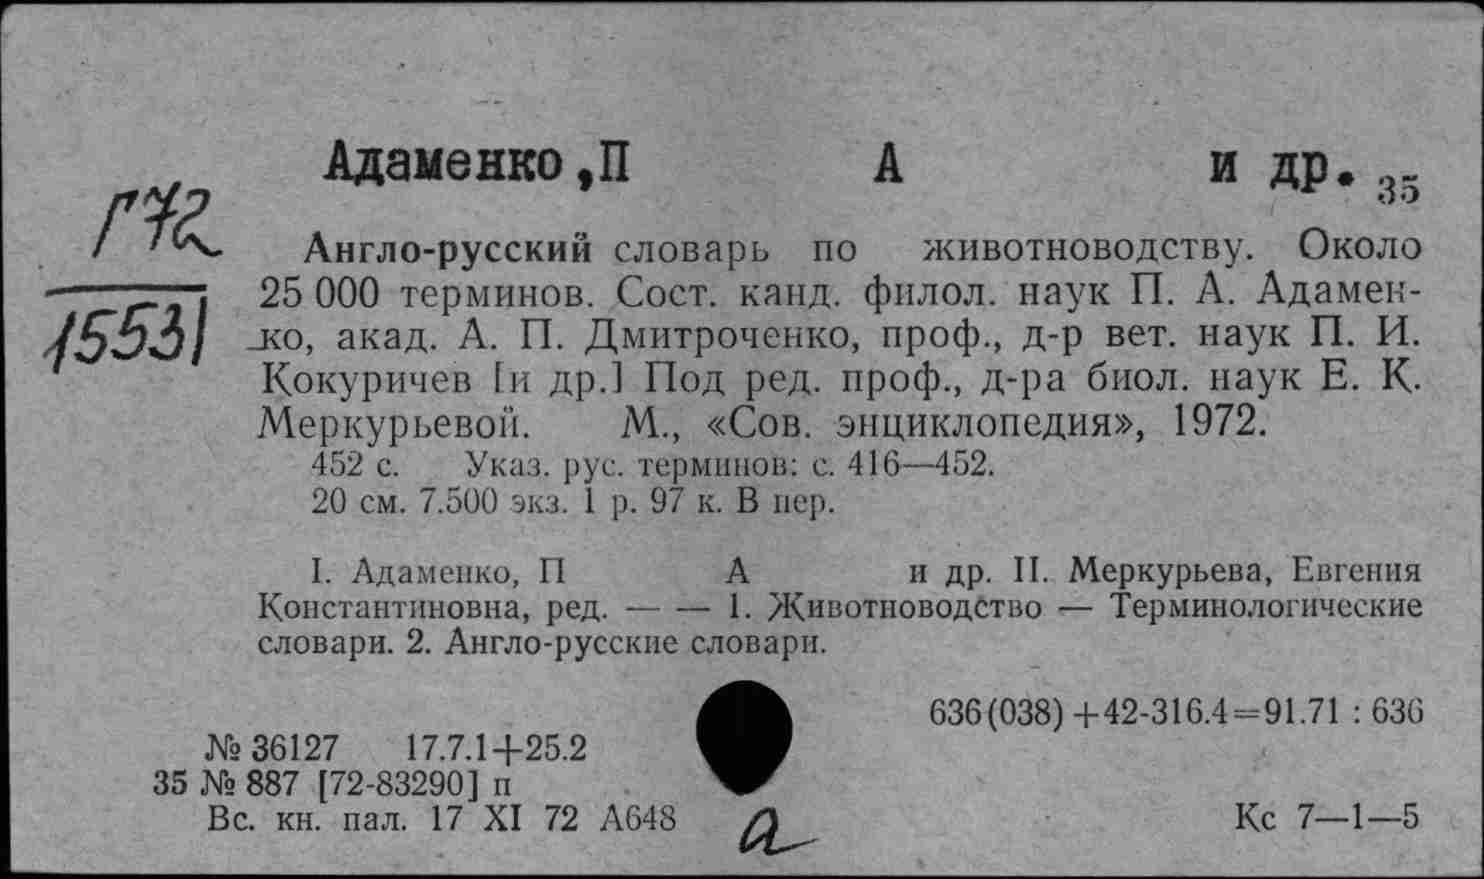 Адаменко,П А и др. 35
Г72
15531
Англо-русский словарь по животноводству. Около
25 000 терминов. Сост. канд. филол. наук П. А. Адамен-
ко, акад. А. П. Дмитроченко, проф., д-р вет. наук П. И.
Кокуричев [и др.] Под ред. проф., д-ра биол. наук Е. К.
Меркурьевой. М., «Сов. энциклопедия», 1972.
452 с. Указ. рус. терминов: с. 416—452.
20 см. 7.500 экз. 1 р. 97 к. В пер.
I. Адаменко, П А и др. II. Меркурьева, Евгения
Константиновна, ред. — — 1. Животноводство — Терминологические
словари. 2. Англо-русские словари.
636(038)+42-316.4=91.71 : 636
№ 36127 17.7.1+25.2
35 № 887 [72-83290] п
Вс. кн. пал. 17 XI 72 А648
а
Кс 7—1—5